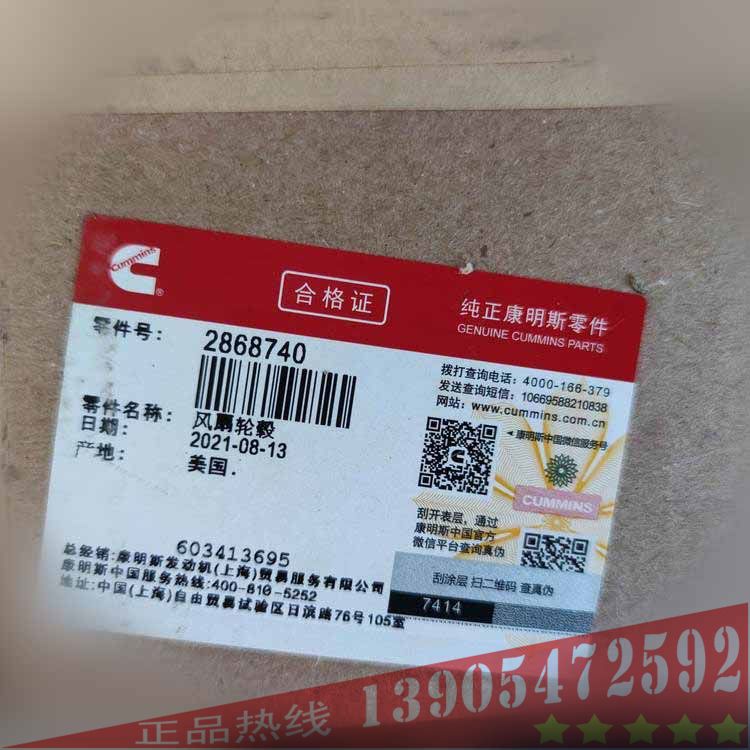 Cummins
合格证
纯正康明斯零件
GENUINE CUMMINS PARTS
零件号: 2868740
零件名称: 风扇轮毂
日期: 2021-08-13
产地: 美国.
拨打查询电话: 4000-166-379
发送查询短信: 10669588210838
网站: www.cummins.com.cn
康明斯中国微信服务号
CUMMINS
刮开表层，通过
康明斯中国官方
微信平台查询真伪
刮涂层 扫二维码 查真伪
7414
603413695
总经销: 康明斯发动机(上海)贸易服务有限公司
康明斯中国服务热线: 400-810-5252
地址: 中国(上海)自由贸易试验区日滨路76号105室
正品热线 13905472592